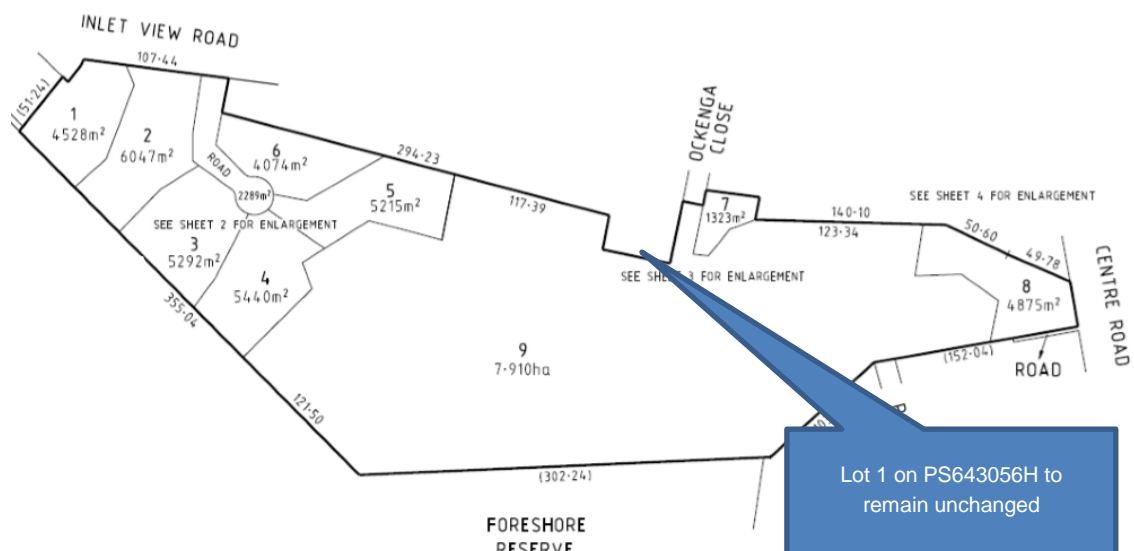 INLET VIEW ROAD
107·44
(51·24)
1
4528m²
2
6047m²
ROAD
6
4074m²
294·23
2289m²
5
5215m²
117·39
SEE SHEET 2 FOR ENLARGEMENT
3
5292m²
4
5440m²
355·04
OCKENGA
CLOSE
7
1323m²
SEE SHEET 4 FOR ENLARGEMENT
140·10
123·34
50·60
49·78
SEE SHEET 3 FOR ENLARGEMENT
8
4875m²
CENTRE ROAD
9
7·910ha
(152·04)
ROAD
121·50
(302·24)
FORESHORE
RESERVE
Lot 1 on PS643056H to
remain unchanged